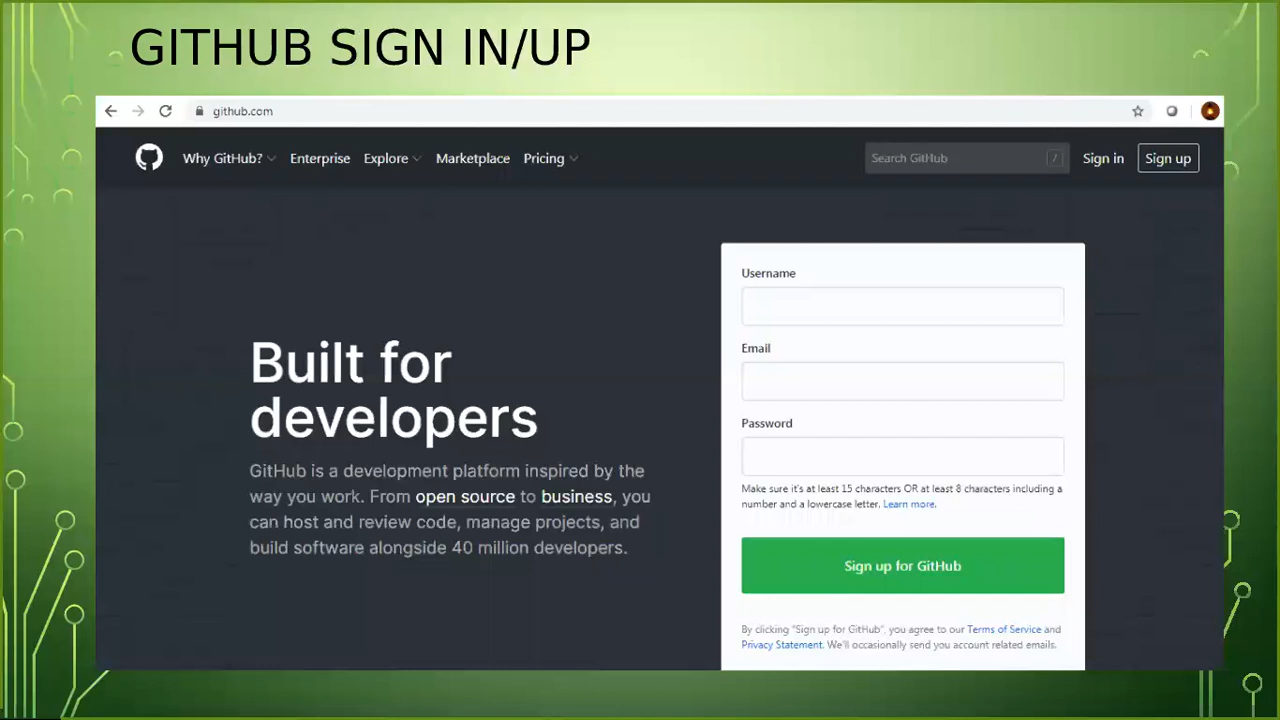 GITHUB SIGN IN/UP
github.com
Why GitHub? Enterprise Explore Marketplace Pricing Search GitHub / Sign in Sign up
Username
Email
Built for
developers
Password
GitHub is a development platform inspired by the
way you work. From open source to business, you
can host and review code, manage projects, and
build software alongside 40 million developers.
Make sure it's at least 15 characters OR at least 8 characters including a
number and a lowercase letter. Learn more.
Sign up for GitHub
By clicking "Sign up for GitHub", you agree to our Terms of Service and
Privacy Statement. We'll occasionally send you account related emails.